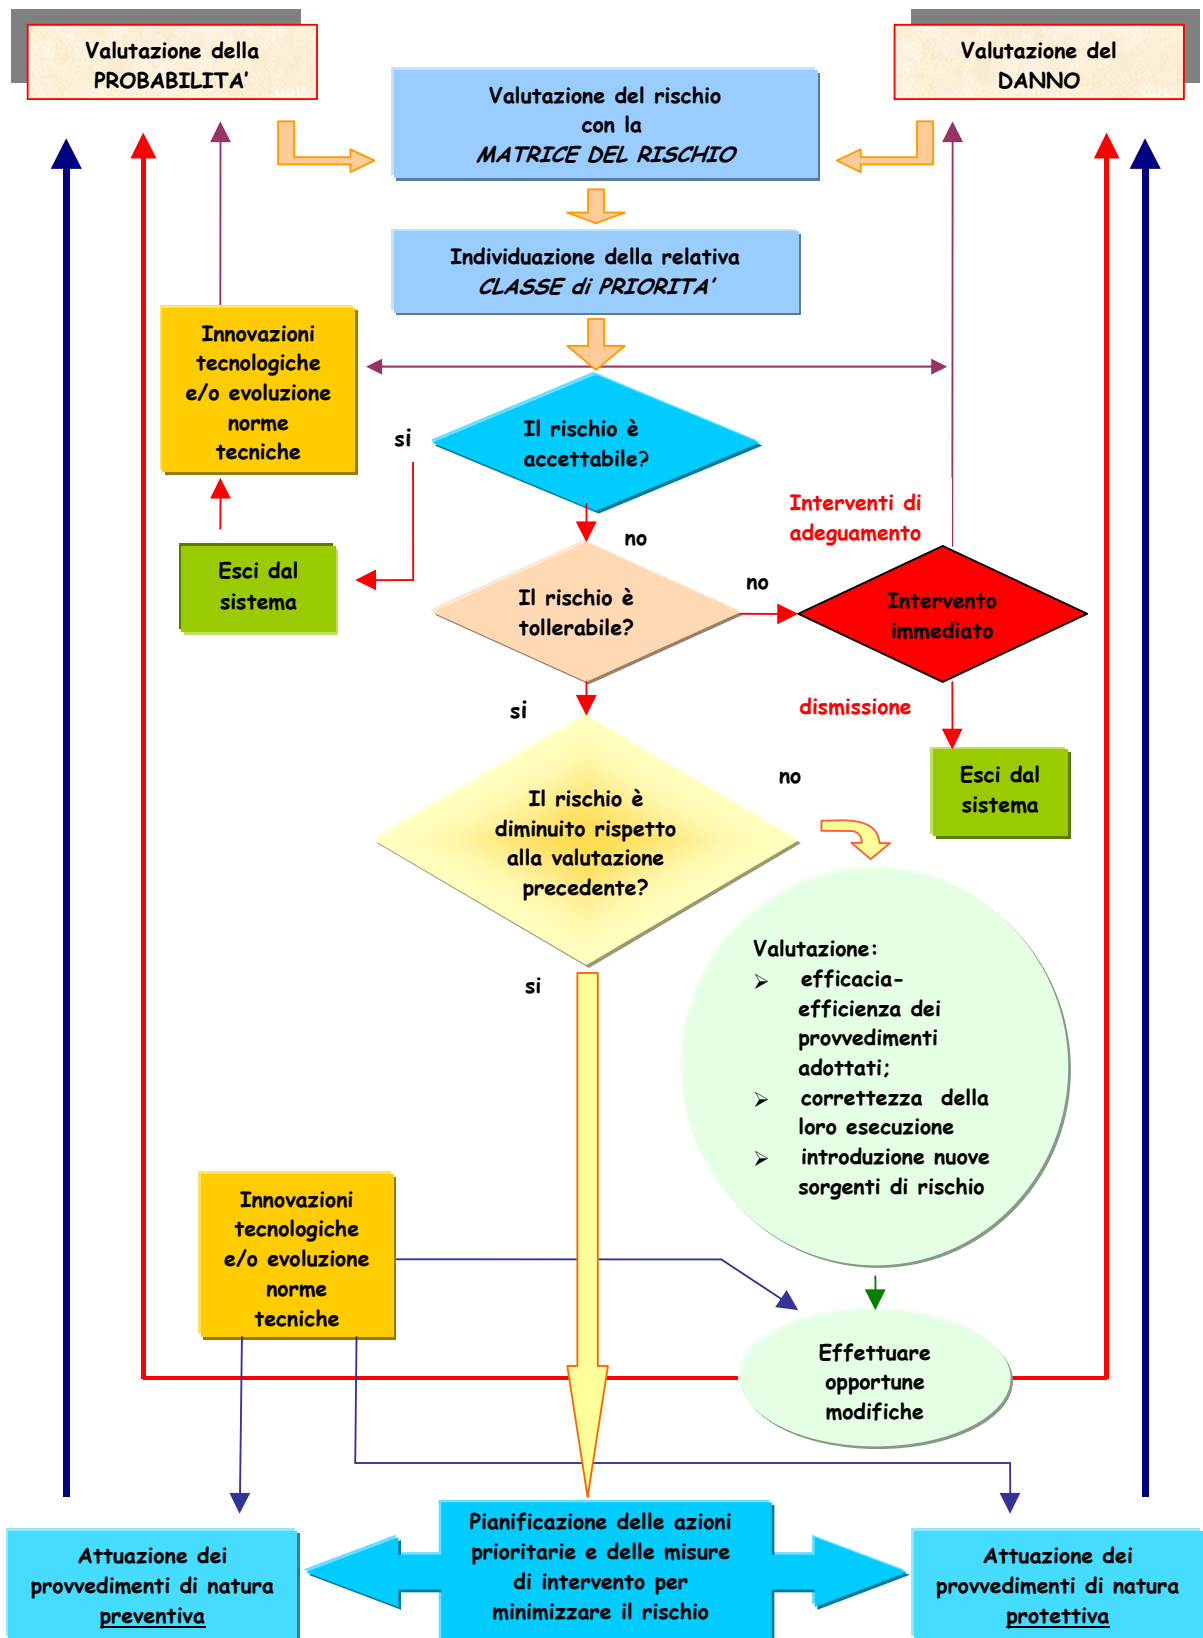 Valutazione della
PROBABILITA'
Valutazione del
DANNO
Valutazione del rischio
con la
MATRICE DEL RISCHIO
Individuazione della relativa
CLASSE di PRIORITA'
Innovazioni
tecnologiche
e/o evoluzione
norme
tecniche
si
Il rischio è
accettabile?
Interventi di
adeguamento
no
Esci dal
sistema
Il rischio è
tollerabile?
no
Intervento
immediato
si
dismissione
no
Esci dal
sistema
Il rischio è
diminuito rispetto
alla valutazione
precedente?
si
Valutazione:
➢ efficacia-
efficienza dei
provvedimenti
adottati;
➢ correttezza della
loro esecuzione
➢ introduzione nuove
sorgenti di rischio
Innovazioni
tecnologiche
e/o evoluzione
norme
tecniche
Effettuare
opportune
modifiche
Attuazione dei
provvedimenti di natura
preventiva
Pianificazione delle azioni
prioritarie e delle misure
di intervento per
minimizzare il rischio
Attuazione dei
provvedimenti di natura
protettiva